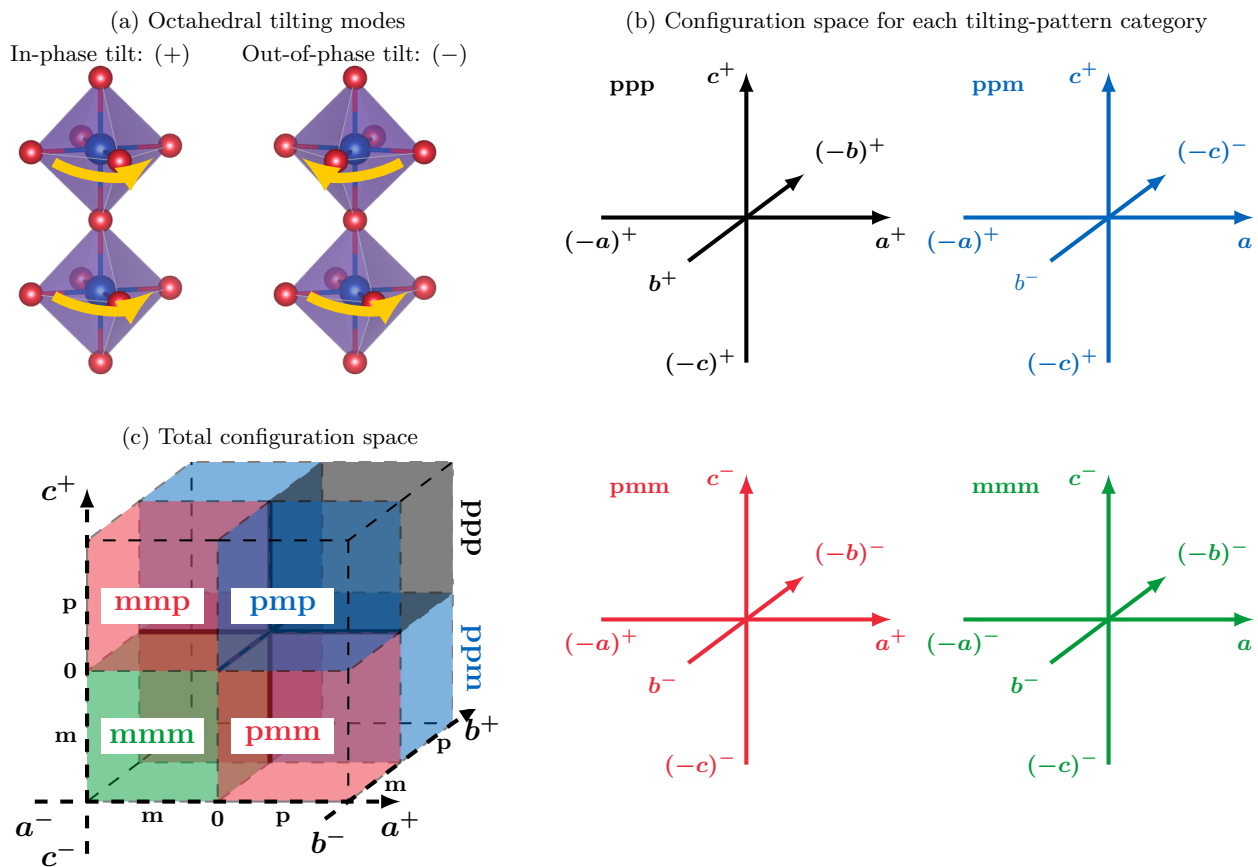 (a) Octahedral tilting modes
In-phase tilt: (+)
Out-of-phase tilt: (−)
(b) Configuration space for each tilting-pattern category
ppp
c⁺
(−b)⁺
(−a)⁺
a⁺
b⁺
(−c)⁺
ppm
c⁺
(−c)⁻
(−a)⁺
a
b⁻
(−c)⁺
pmm
c⁻
(−b)⁻
(−a)⁺
a⁺
b⁻
(−c)⁻
mmm
c⁻
(−b)⁻
(−a)⁻
a
b⁻
(−c)⁻
(c) Total configuration space
c⁺
ppp
p
mmp
pmp
0
ppm
m
mmm
pmm
b⁺
p
m
a⁻
m
0
p
b⁻
a⁺
c⁻